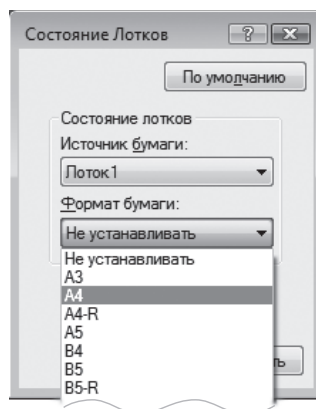 Состояние Лотков
По умолчанию
Состояние лотков
Источник бумаги:
Лоток1
Формат бумаги:
Не устанавливать
Не устанавливать
A3
A4
A4-R
A5
B4
B5
B5-R